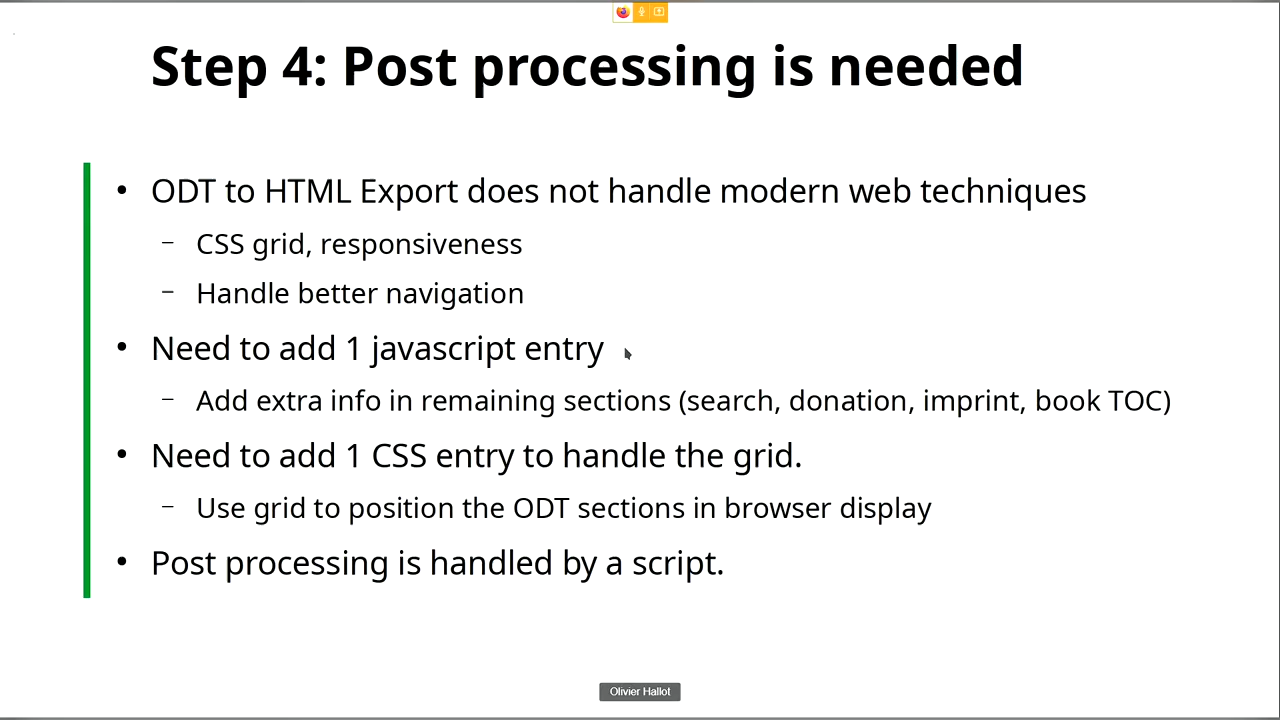 Step 4: Post processing is needed
• ODT to HTML Export does not handle modern web techniques
– CSS grid, responsiveness
– Handle better navigation
• Need to add 1 javascript entry
– Add extra info in remaining sections (search, donation, imprint, book TOC)
• Need to add 1 CSS entry to handle the grid.
– Use grid to position the ODT sections in browser display
• Post processing is handled by a script.
Olivier Hallot